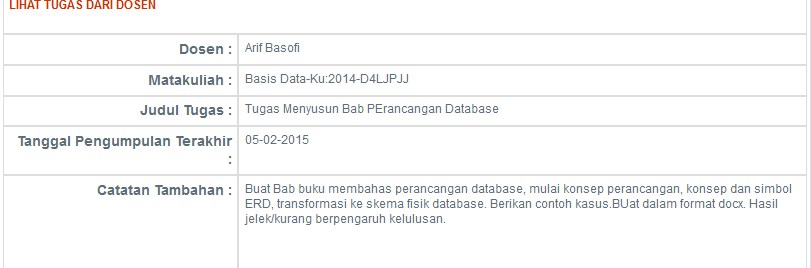 LIHAT TUGAS DARI DOSEN
Dosen : Arif Basofi
Matakuliah : Basis Data-Ku:2014-D4LJPJJ
Judul Tugas : Tugas Menyusun Bab PErancangan Database
Tanggal Pengumpulan Terakhir : 05-02-2015
Catatan Tambahan : Buat Bab buku membahas perancangan database, mulai konsep perancangan, konsep dan simbol
ERD, transformasi ke skema fisik database. Berikan contoh kasus.BUat dalam format docx. Hasil
jelek/kurang berpengaruh kelulusan.